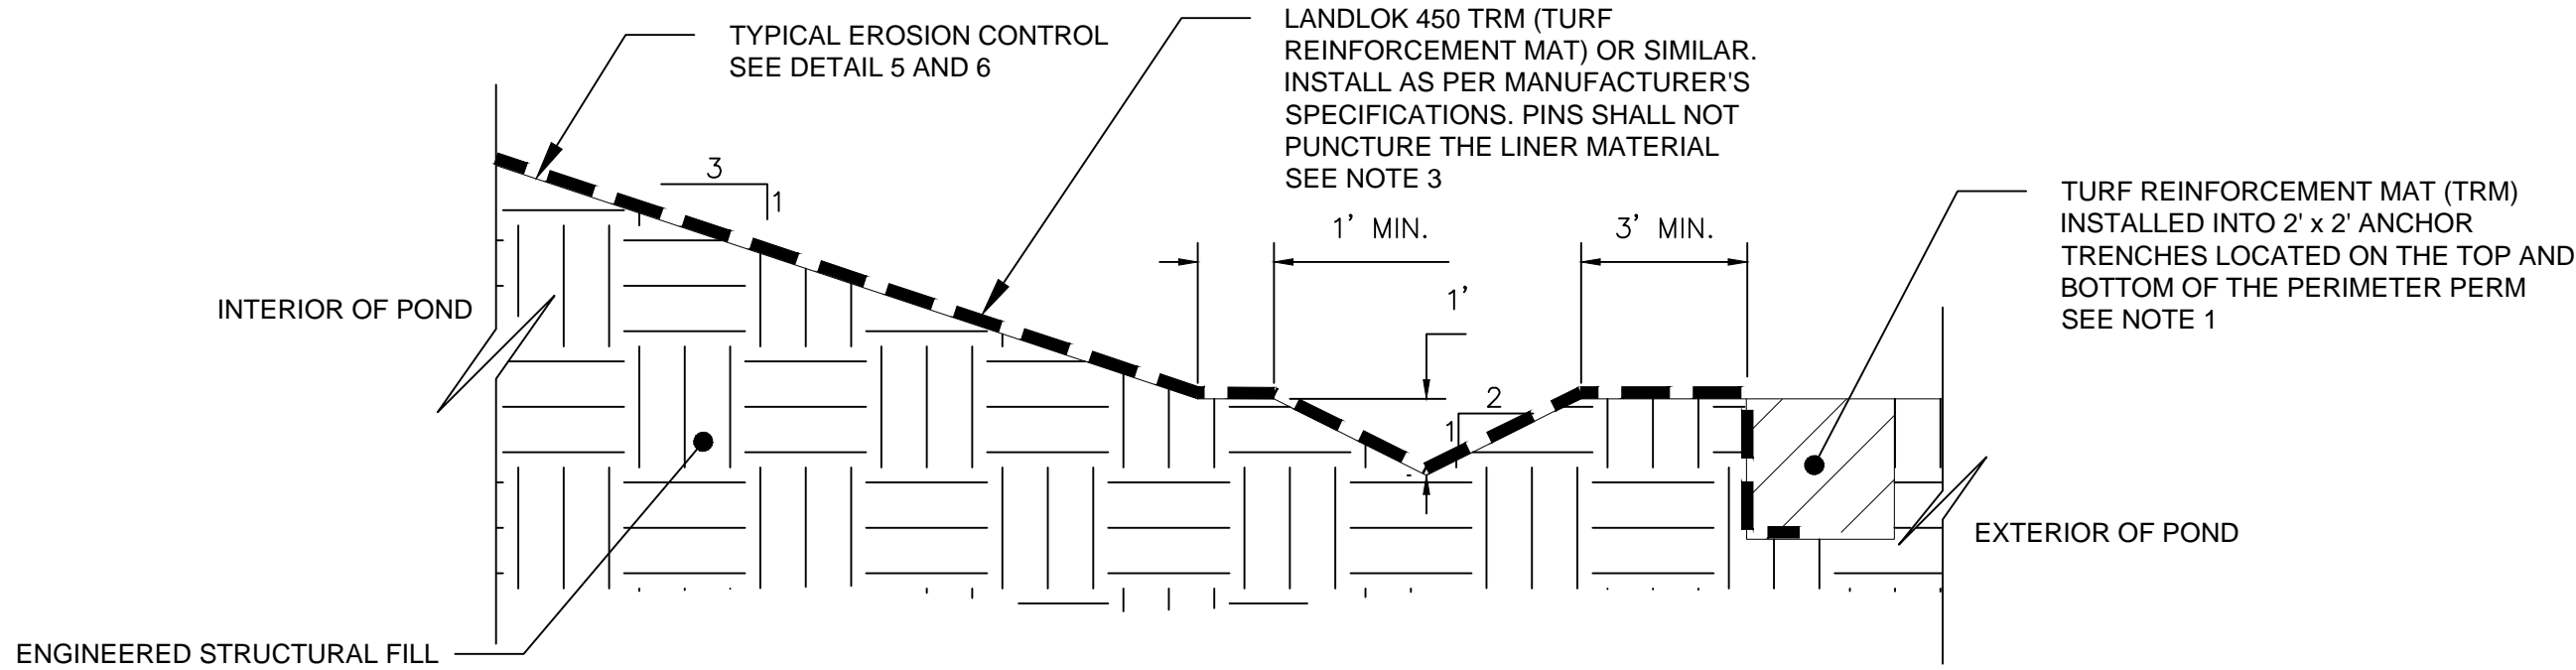 TYPICAL EROSION CONTROL
SEE DETAIL 5 AND 6
LANDLOK 450 TRM (TURF
REINFORCEMENT MAT) OR SIMILAR.
INSTALL AS PER MANUFACTURER'S
SPECIFICATIONS. PINS SHALL NOT
PUNCTURE THE LINER MATERIAL
SEE NOTE 3
TURF REINFORCEMENT MAT (TRM)
INSTALLED INTO 2' x 2' ANCHOR
TRENCHES LOCATED ON THE TOP AND
BOTTOM OF THE PERIMETER PERM
SEE NOTE 1
3
1
1' MIN.
3' MIN.
1'
2
1
INTERIOR OF POND
EXTERIOR OF POND
ENGINEERED STRUCTURAL FILL